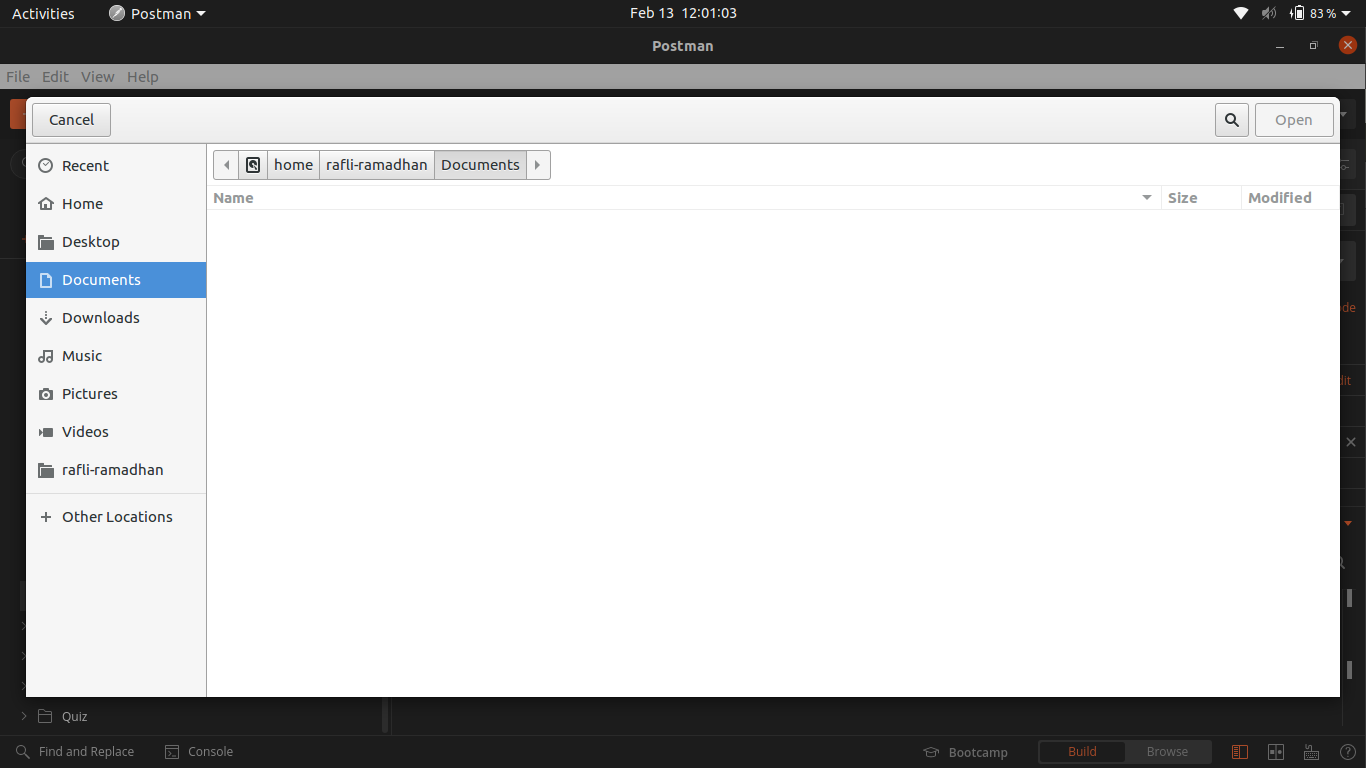 Activities Postman Feb 13 12:01:03 83 %
Postman
File Edit View Help
Cancel Open
Recent
home rafli-ramadhan Documents
Name Size Modified
Home
Desktop
Documents
Downloads
Music
Pictures
Videos
rafli-ramadhan
Other Locations
Quiz
Find and Replace Console Bootcamp Build Browse